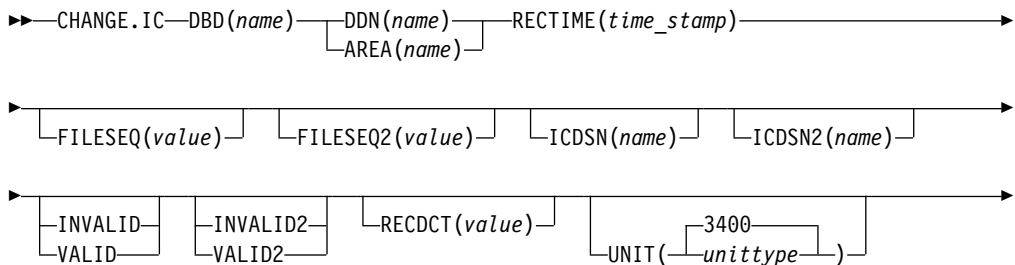 CHANGE.IC DBD(name) DDN(name) RECTIME(time_stamp)
AREA(name)
FILESEQ(value) FILESEQ2(value) ICDSN(name) ICDSN2(name)
INVALID INVALID2 RECDCT(value) 3400
VALID VALID2 UNIT( unittype )